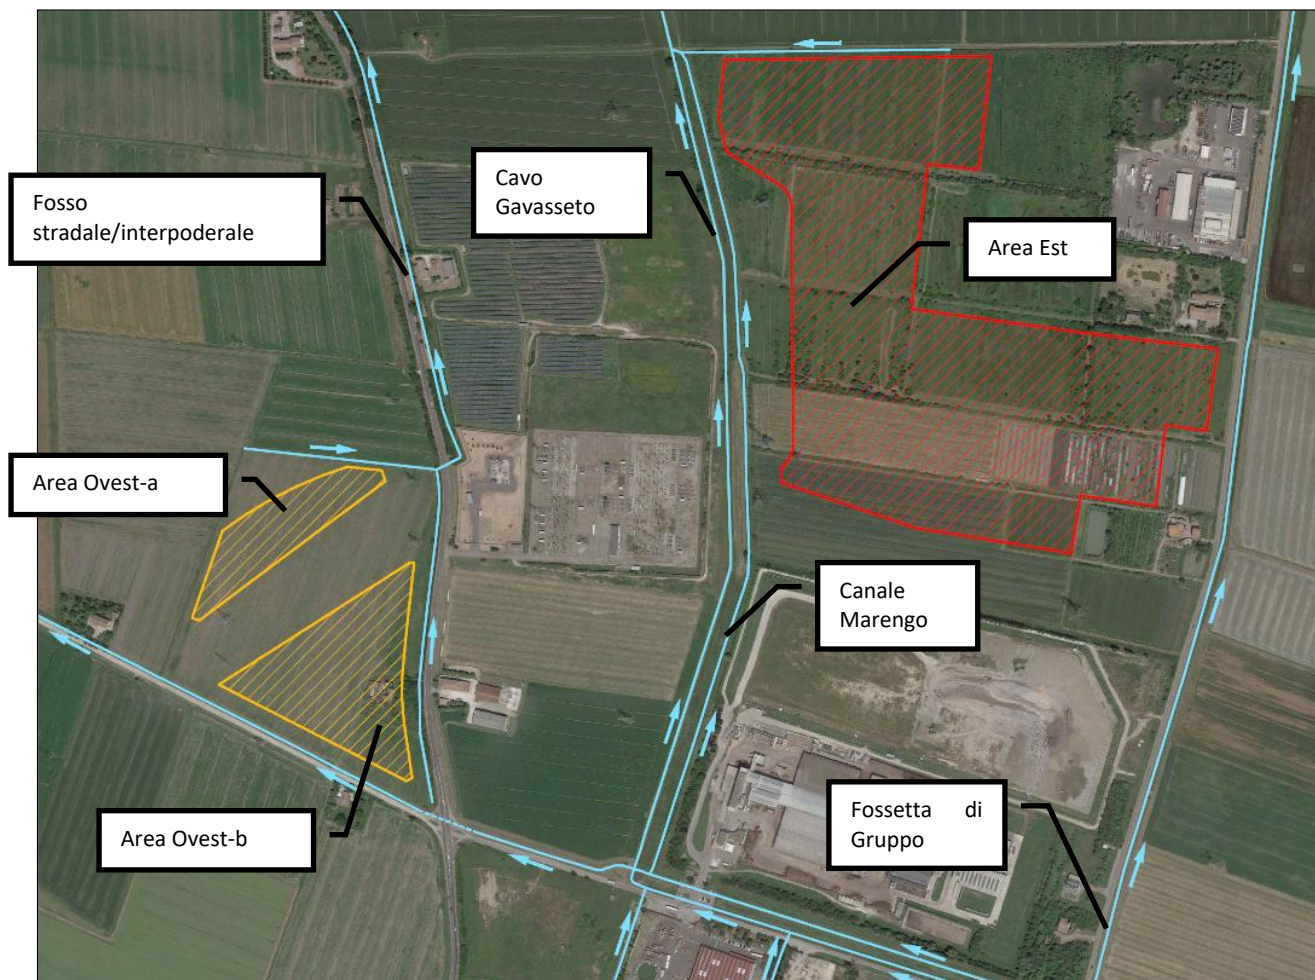 Cavo
Gavasseto
Fosso
stradale/interpoderale
Area Est
Area Ovest-a
Canale
Marengo
Fossetta di
Gruppo
Area Ovest-b